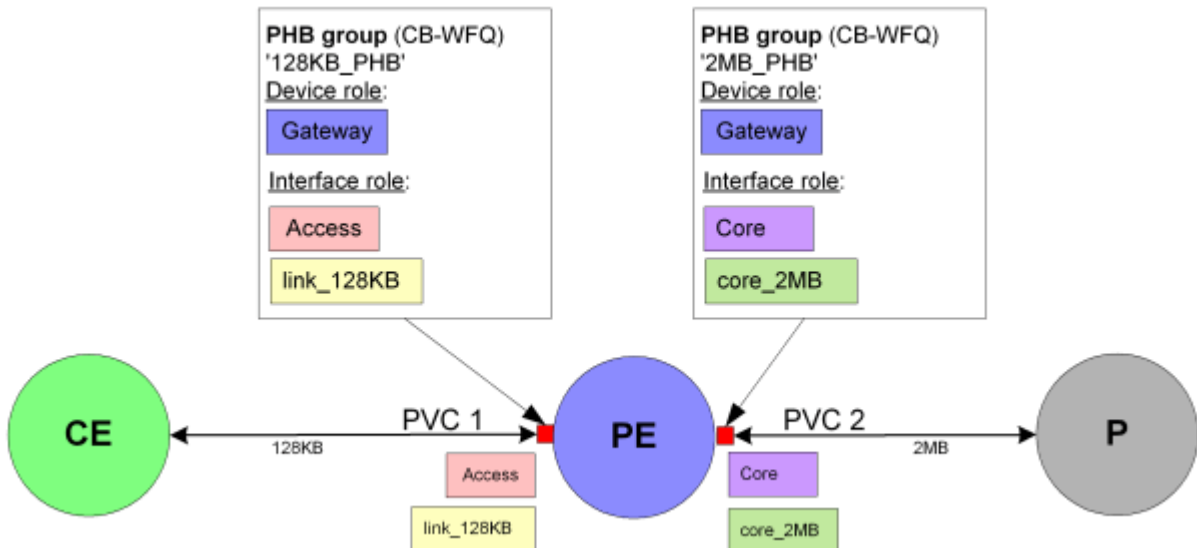 PHB group (CB-WFQ)
'128KB_PHB'
Device role:
Gateway
Interface role:
Access
link_128KB
PHB group (CB-WFQ)
'2MB_PHB'
Device role:
Gateway
Interface role:
Core
core_2MB
CE
128KB
PVC 1
PE
PVC 2
2MB
P
Access
link_128KB
Core
core_2MB